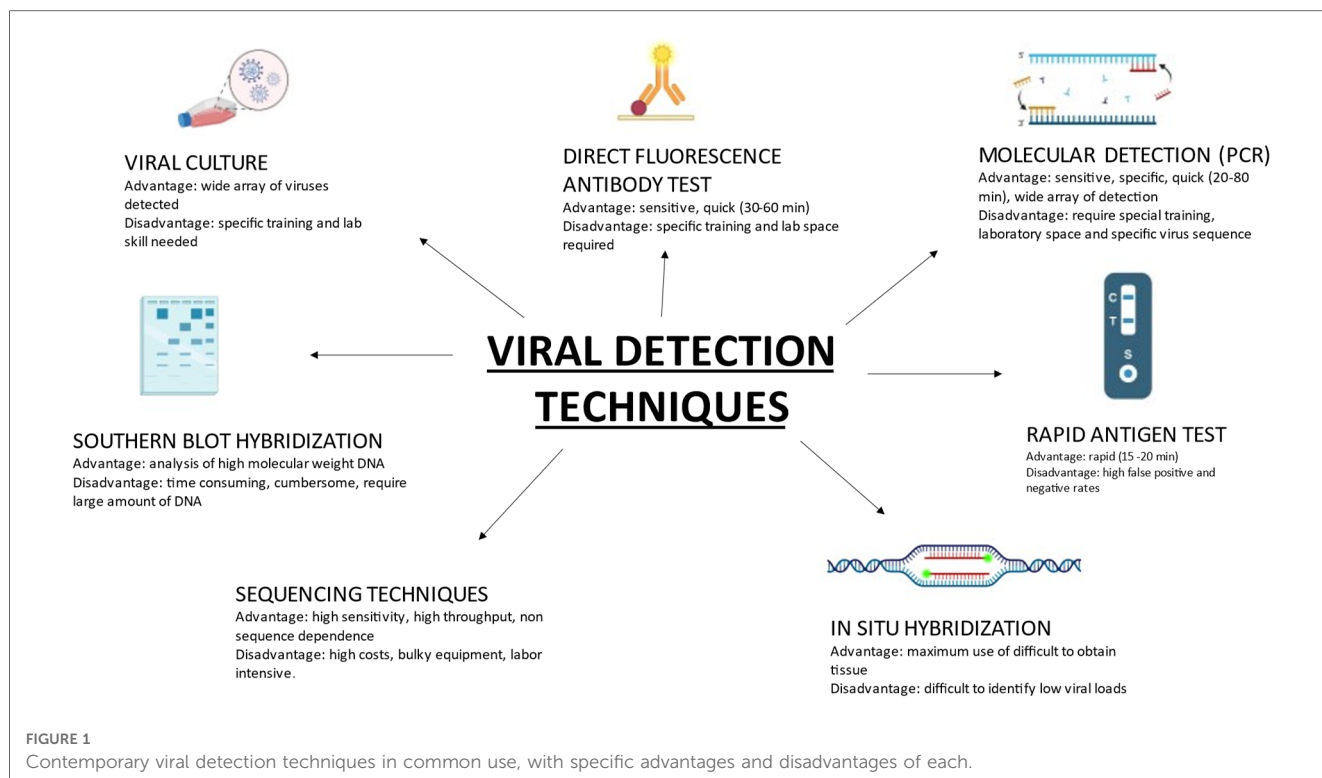 VIRAL CULTURE
Advantage: wide array of viruses
detected
Disadvantage: specific training and lab
skill needed
DIRECT FLUORESCENCE
ANTIBODY TEST
Advantage: sensitive, quick (30-60 min)
Disadvantage: specific training and lab space
required
5'
3'
MOLECULAR DETECTION (PCR)
Advantage: sensitive, specific, quick (20-80
min), wide array of detection
Disadvantage: require special training,
laboratory space and specific virus sequence
VIRAL DETECTION
TECHNIQUES
C
T
S
SOUTHERN BLOT HYBRIDIZATION
Advantage: analysis of high molecular weight DNA
Disadvantage: time consuming, cumbersome, require
large amount of DNA
RAPID ANTIGEN TEST
Advantage: rapid (15 -20 min)
Disadvantage: high false positive and
negative rates
SEQUENCING TECHNIQUES
Advantage: high sensitivity, high throughput, non
sequence dependence
Disadvantage: high costs, bulky equipment, labor
intensive.
IN SITU HYBRIDIZATION
Advantage: maximum use of difficult to obtain
tissue
Disadvantage: difficult to identify low viral loads
FIGURE 1
Contemporary viral detection techniques in common use, with specific advantages and disadvantages of each.